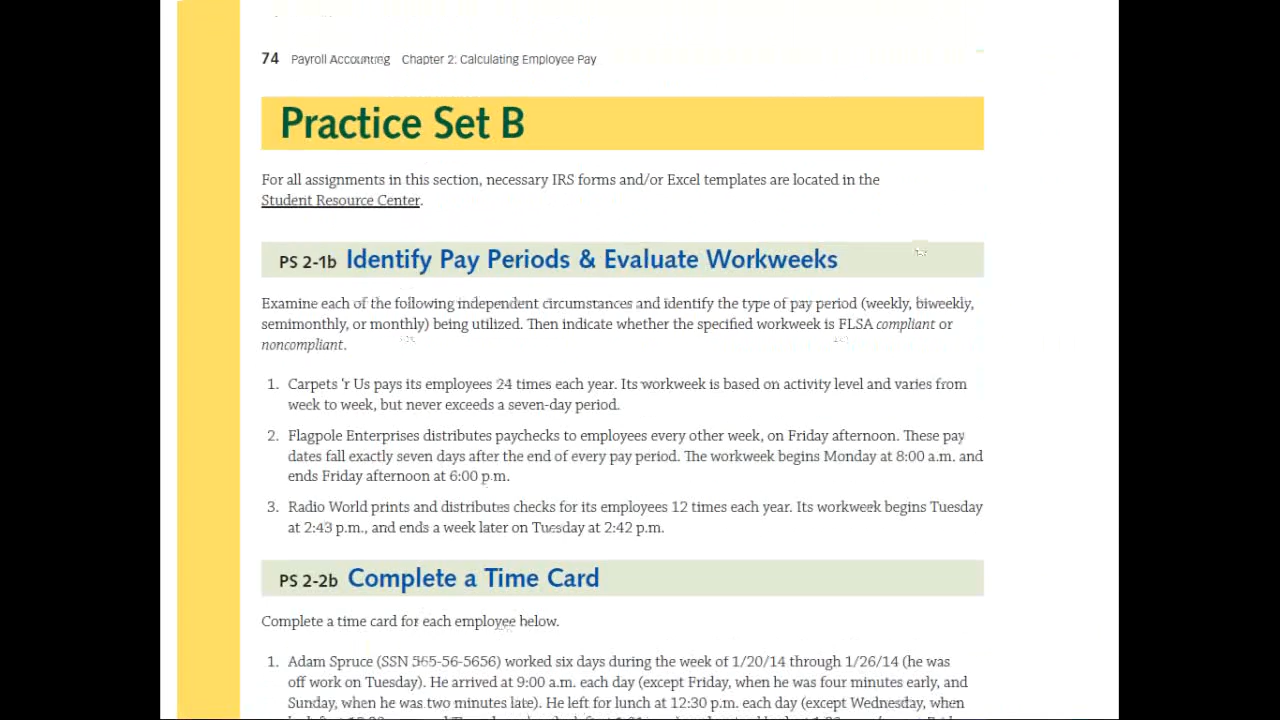 74 Payroll Accounting Chapter 2: Calculating Employee Pay
Practice Set B
For all assignments in this section, necessary IRS forms and/or Excel templates are located in the
Student Resource Center.
PS 2-1b Identify Pay Periods & Evaluate Workweeks
Examine each of the following independent circumstances and identify the type of pay period (weekly, biweekly,
semimonthly, or monthly) being utilized. Then indicate whether the specified workweek is FLSA compliant or
noncompliant.
1. Carpets 'r Us pays its employees 24 times each year. Its workweek is based on activity level and varies from
week to week, but never exceeds a seven-day period.
2. Flagpole Enterprises distributes paychecks to employees every other week, on Friday afternoon. These pay
dates fall exactly seven days after the end of every pay period. The workweek begins Monday at 8:00 a.m. and
ends Friday afternoon at 6:00 p.m.
3. Radio World prints and distributes checks for its employees 12 times each year. Its workweek begins Tuesday
at 2:43 p.m., and ends a week later on Tuesday at 2:42 p.m.
PS 2-2b Complete a Time Card
Complete a time card for each employee below.
1. Adam Spruce (SSN 565-56-5656) worked six days during the week of 1/20/14 through 1/26/14 (he was
off work on Tuesday). He arrived at 9:00 a.m. each day (except Friday, when he was four minutes early, and
Sunday, when he was two minutes late). He left for lunch at 12:30 p.m. each day (except Wednesday, when